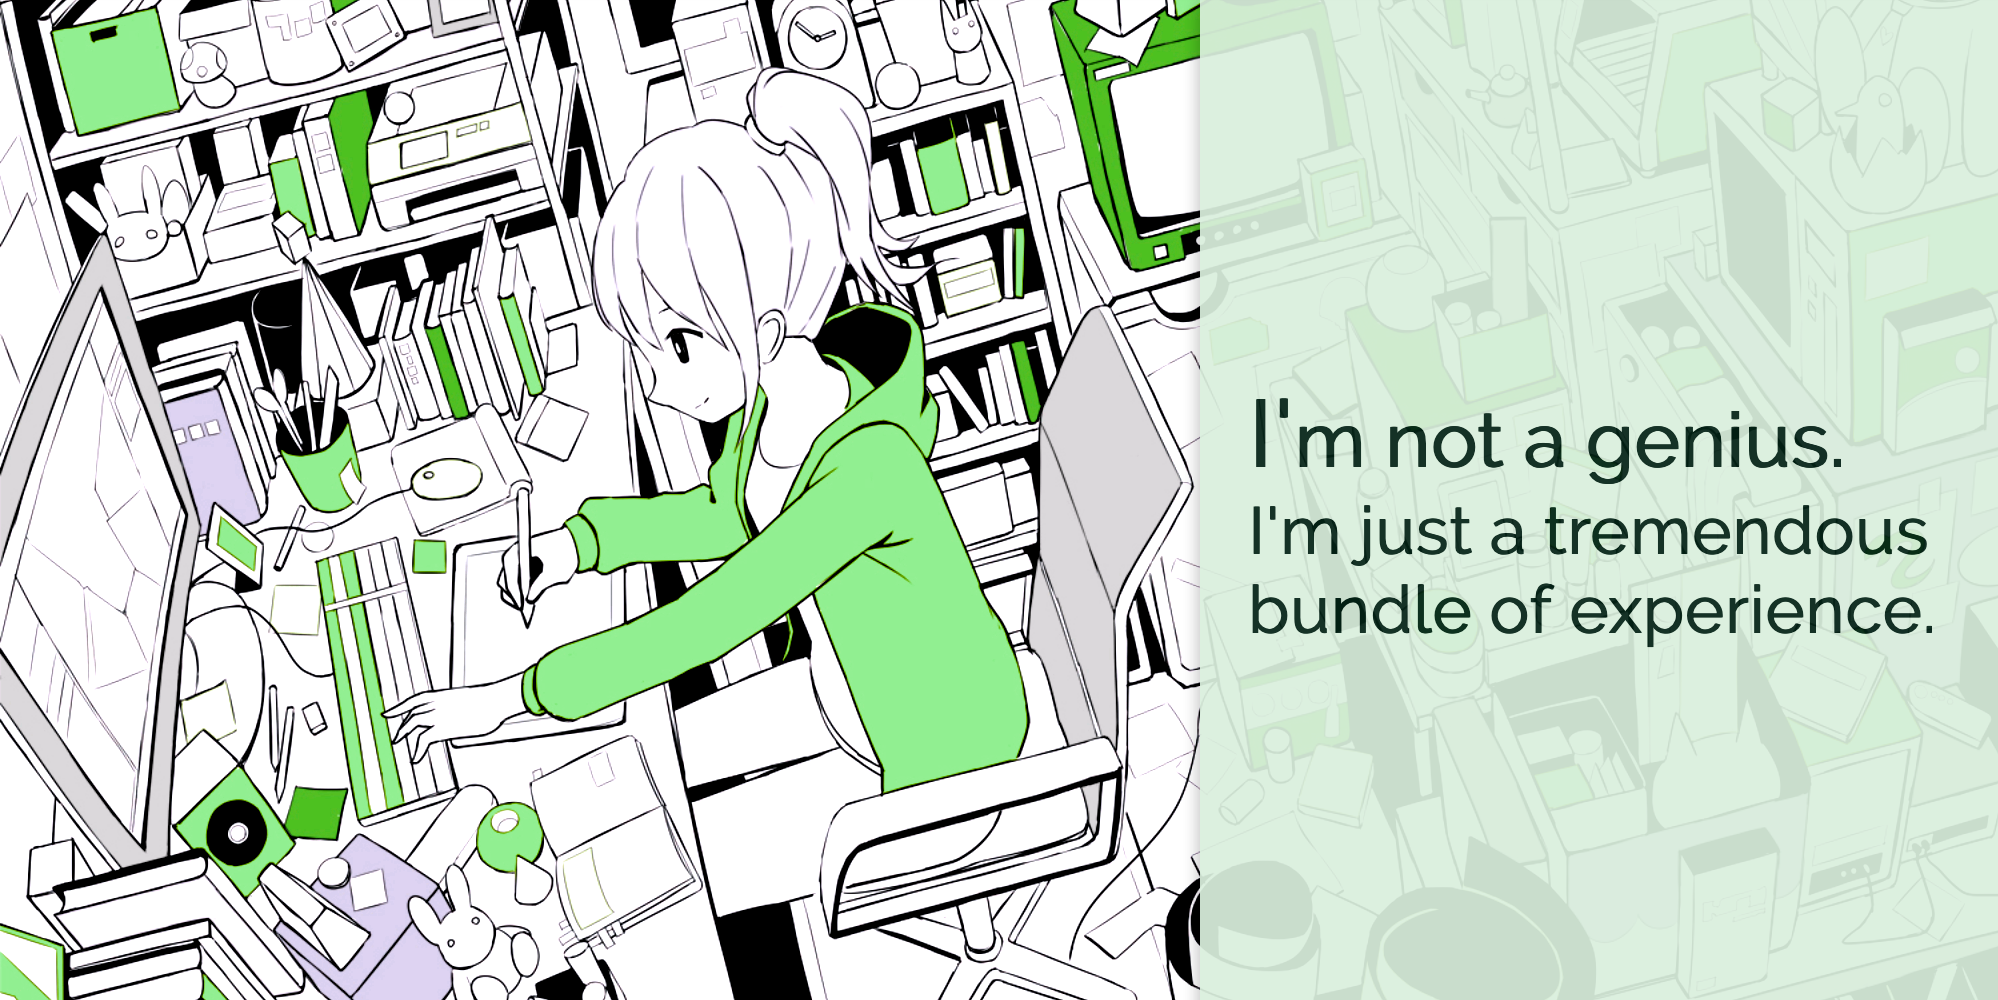 I'm not a genius.
I'm just a tremendous
bundle of experience.